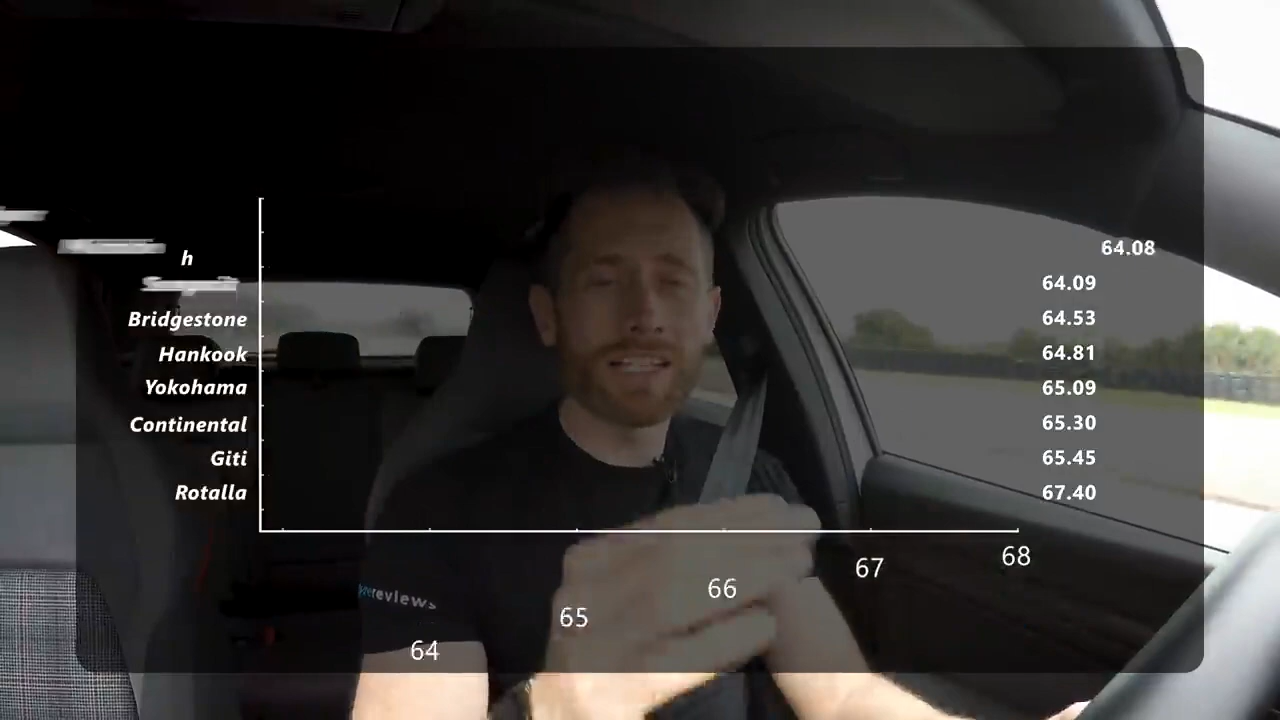 64.08
h
64.09
Bridgestone 64.53
Hankook 64.81
Yokohama 65.09
Continental 65.30
Giti 65.45
Rotalla 67.40
64 65 66 67 68
reviews